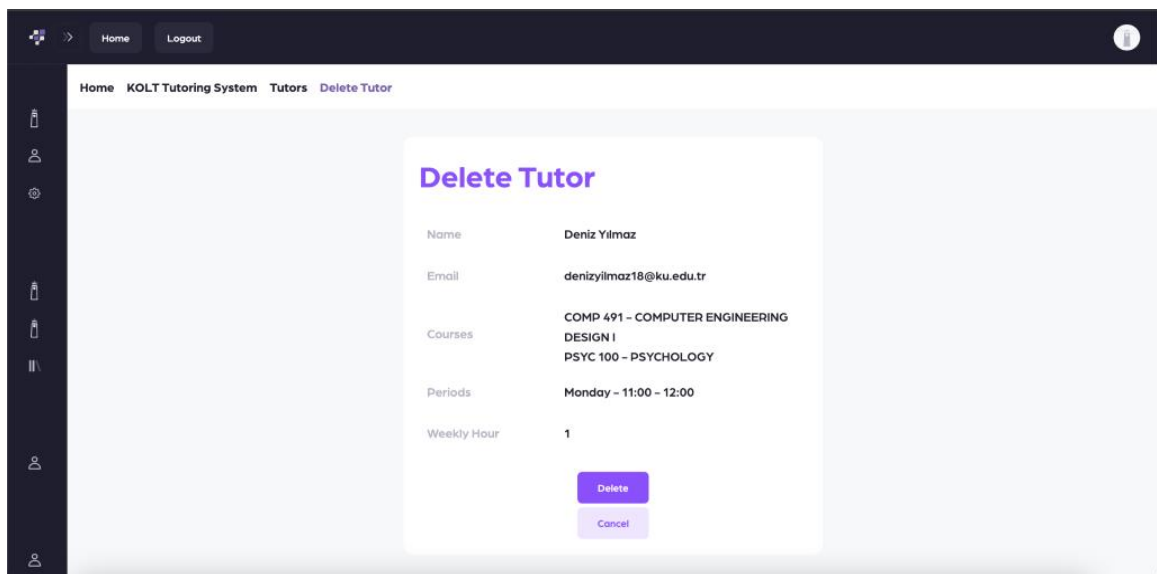 Home Logout
Home KOLT Tutoring System Tutors Delete Tutor
Delete Tutor
Name Deniz Yılmaz
Email denizyilmaz18@ku.edu.tr
Courses COMP 491 - COMPUTER ENGINEERING
DESIGN I
PSYC 100 - PSYCHOLOGY
Periods Monday - 11:00 - 12:00
Weekly Hour 1
Delete
Cancel